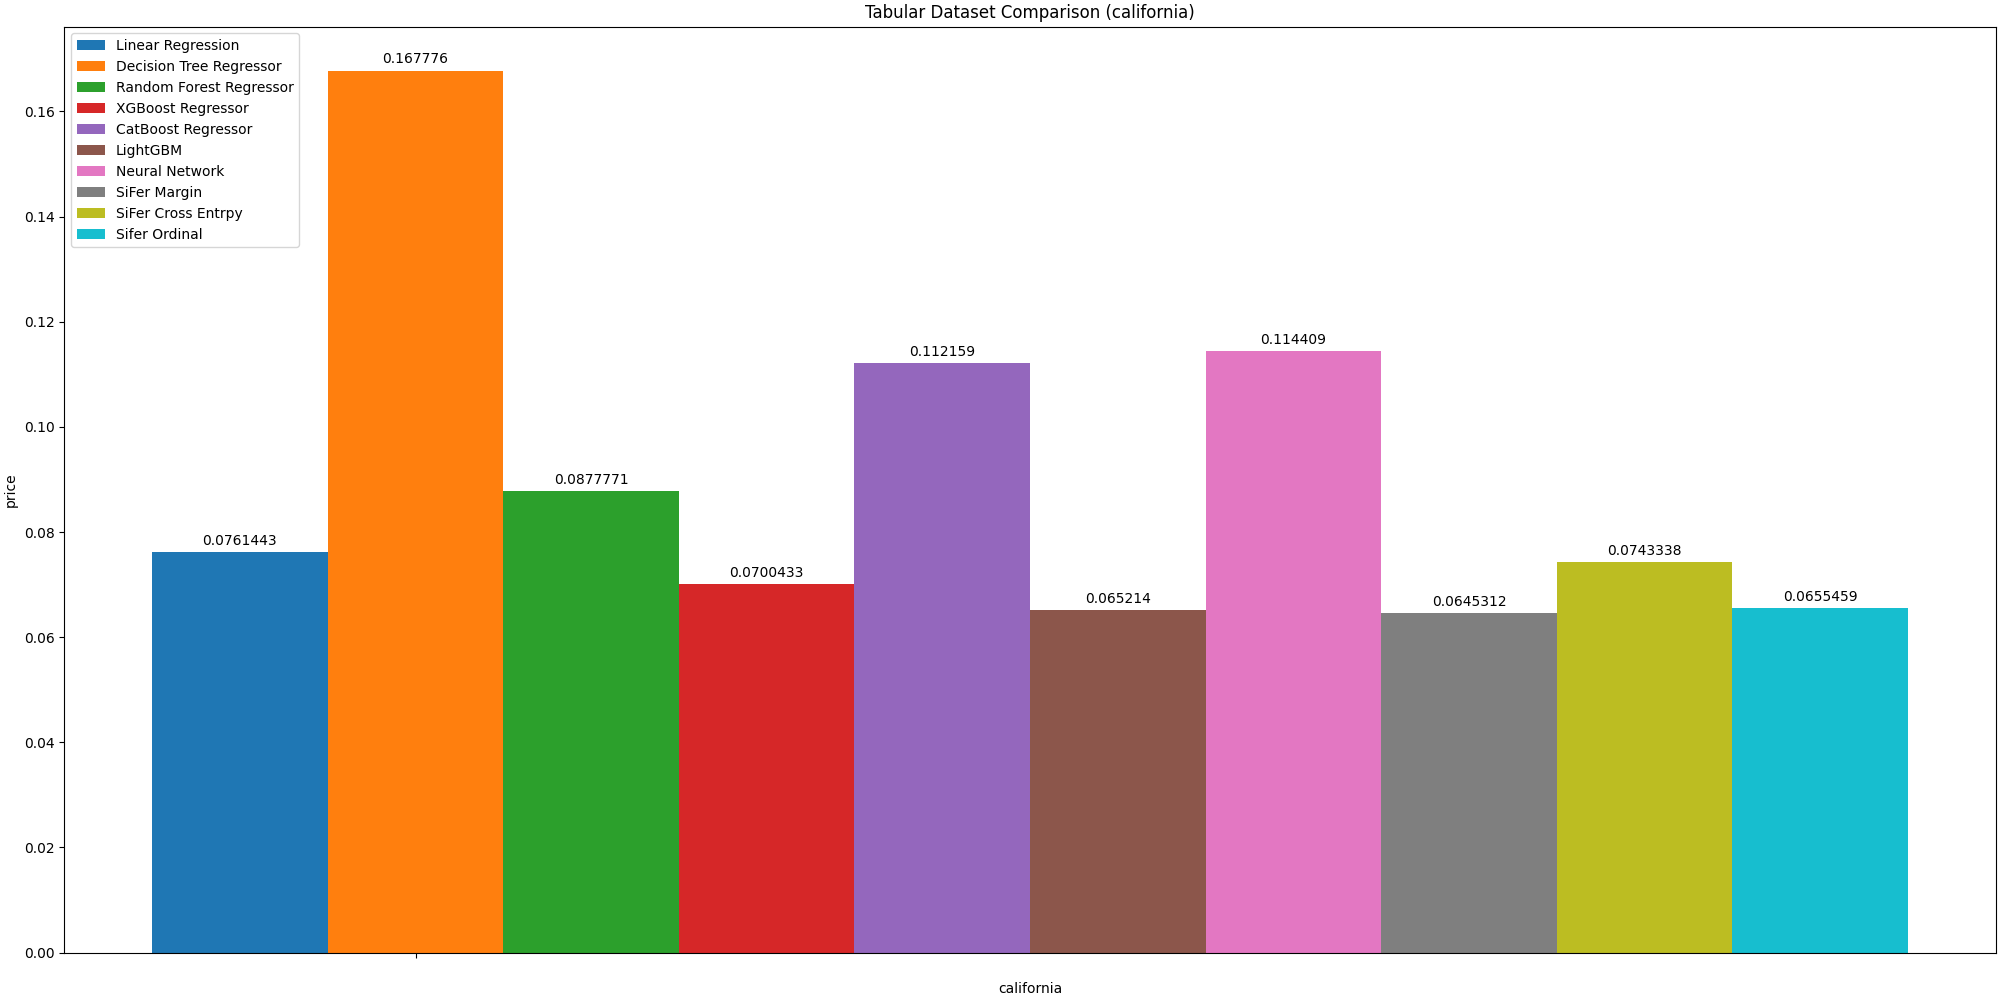 Tabular Dataset Comparison (california)
Linear Regression
Decision Tree Regressor
Random Forest Regressor
XGBoost Regressor
CatBoost Regressor
LightGBM
Neural Network
SiFer Margin
SiFer Cross Entrpy
Sifer Ordinal
0.16
0.14
0.12
0.10
0.08
0.06
0.04
0.02
0.00
price
0.0761443
0.167776
0.0877771
0.0700433
0.112159
0.065214
0.114409
0.0645312
0.0743338
0.0655459
california